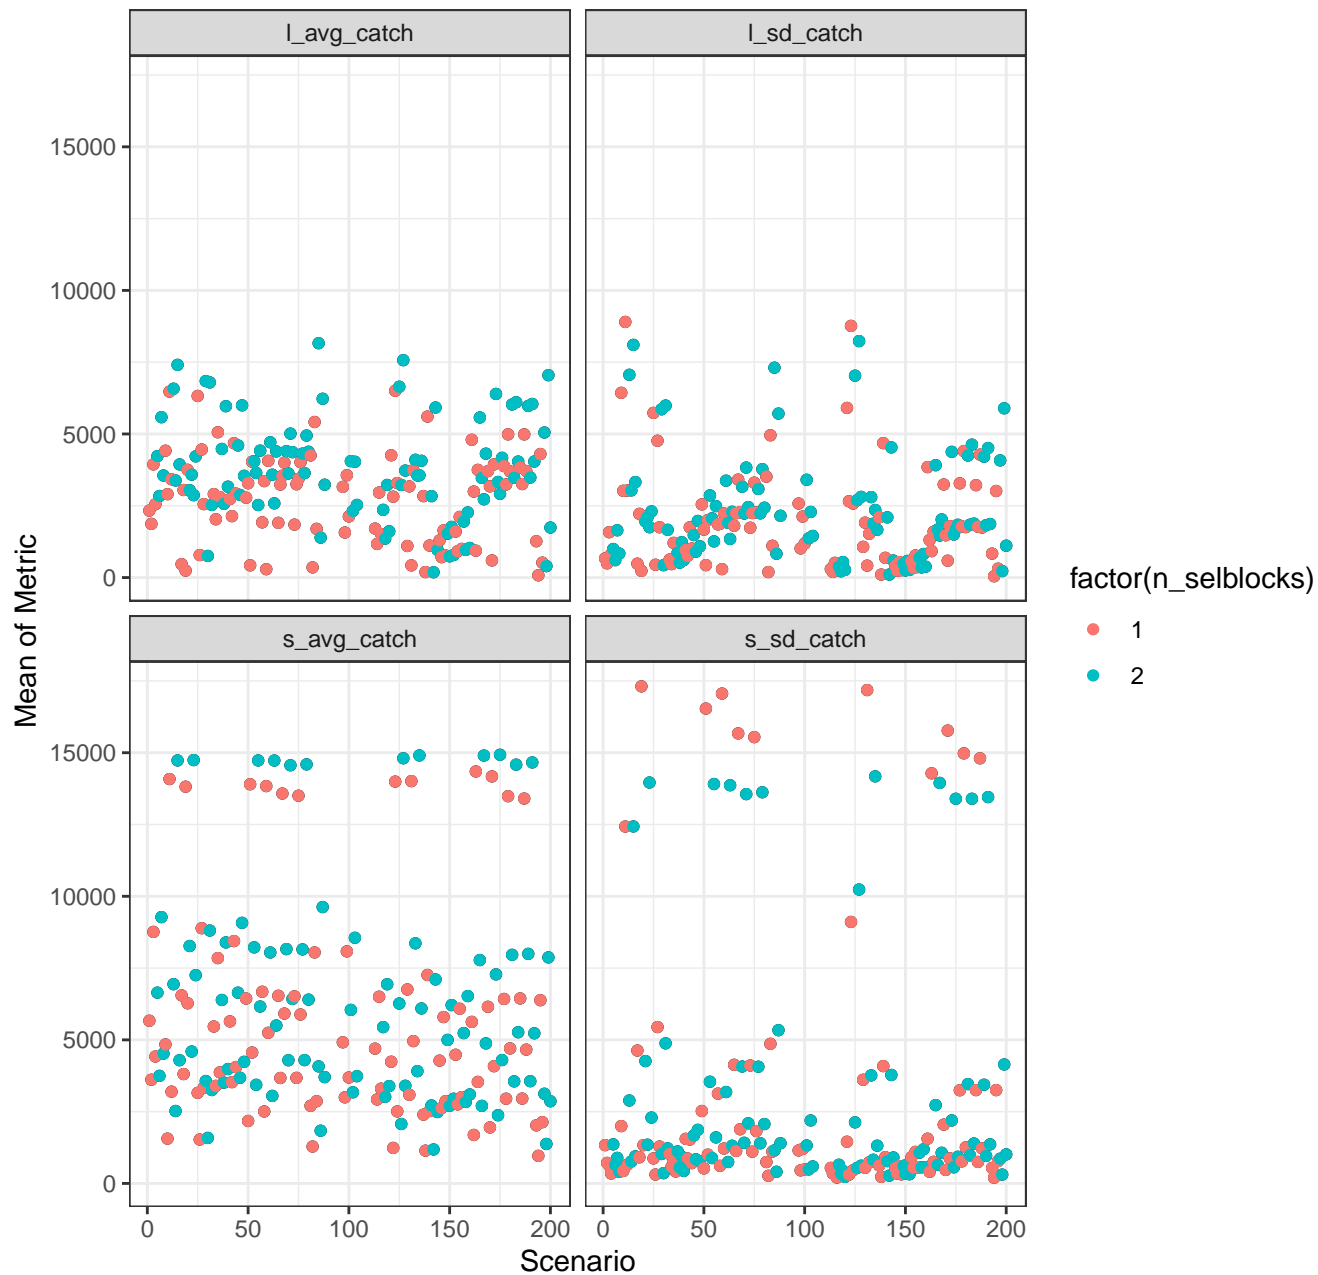 l_avg_catch
l_sd_catch
15000
10000
5000
0
s_avg_catch
s_sd_catch
15000
10000
5000
0
0 50 100 150 200
0 50 100 150 200
Scenario
Mean of Metric
factor(n_selblocks)
1
2